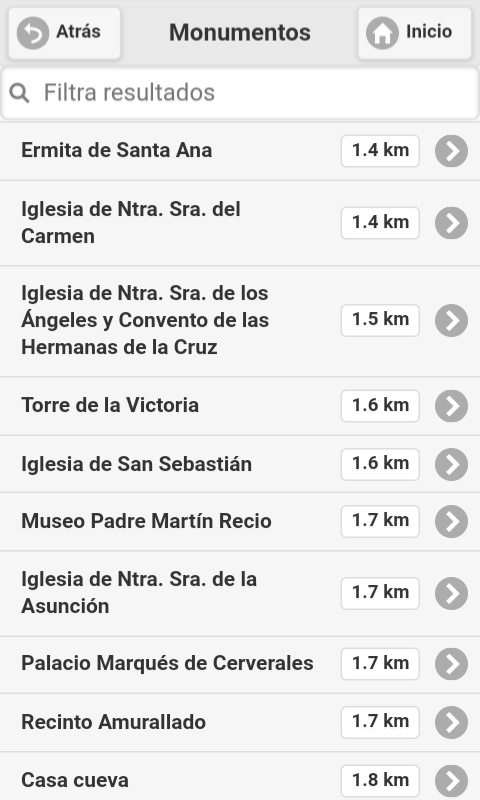 Atrás
Monumentos
Inicio
Filtra resultados
Ermita de Santa Ana
1.4 km
Iglesia de Ntra. Sra. del
Carmen
1.4 km
Iglesia de Ntra. Sra. de los
Ángeles y Convento de las
Hermanas de la Cruz
1.5 km
Torre de la Victoria
1.6 km
Iglesia de San Sebastián
1.6 km
Museo Padre Martín Recio
1.7 km
Iglesia de Ntra. Sra. de la
Asunción
1.7 km
Palacio Marqués de Cerverales
1.7 km
Recinto Amurallado
1.7 km
Casa cueva
1.8 km